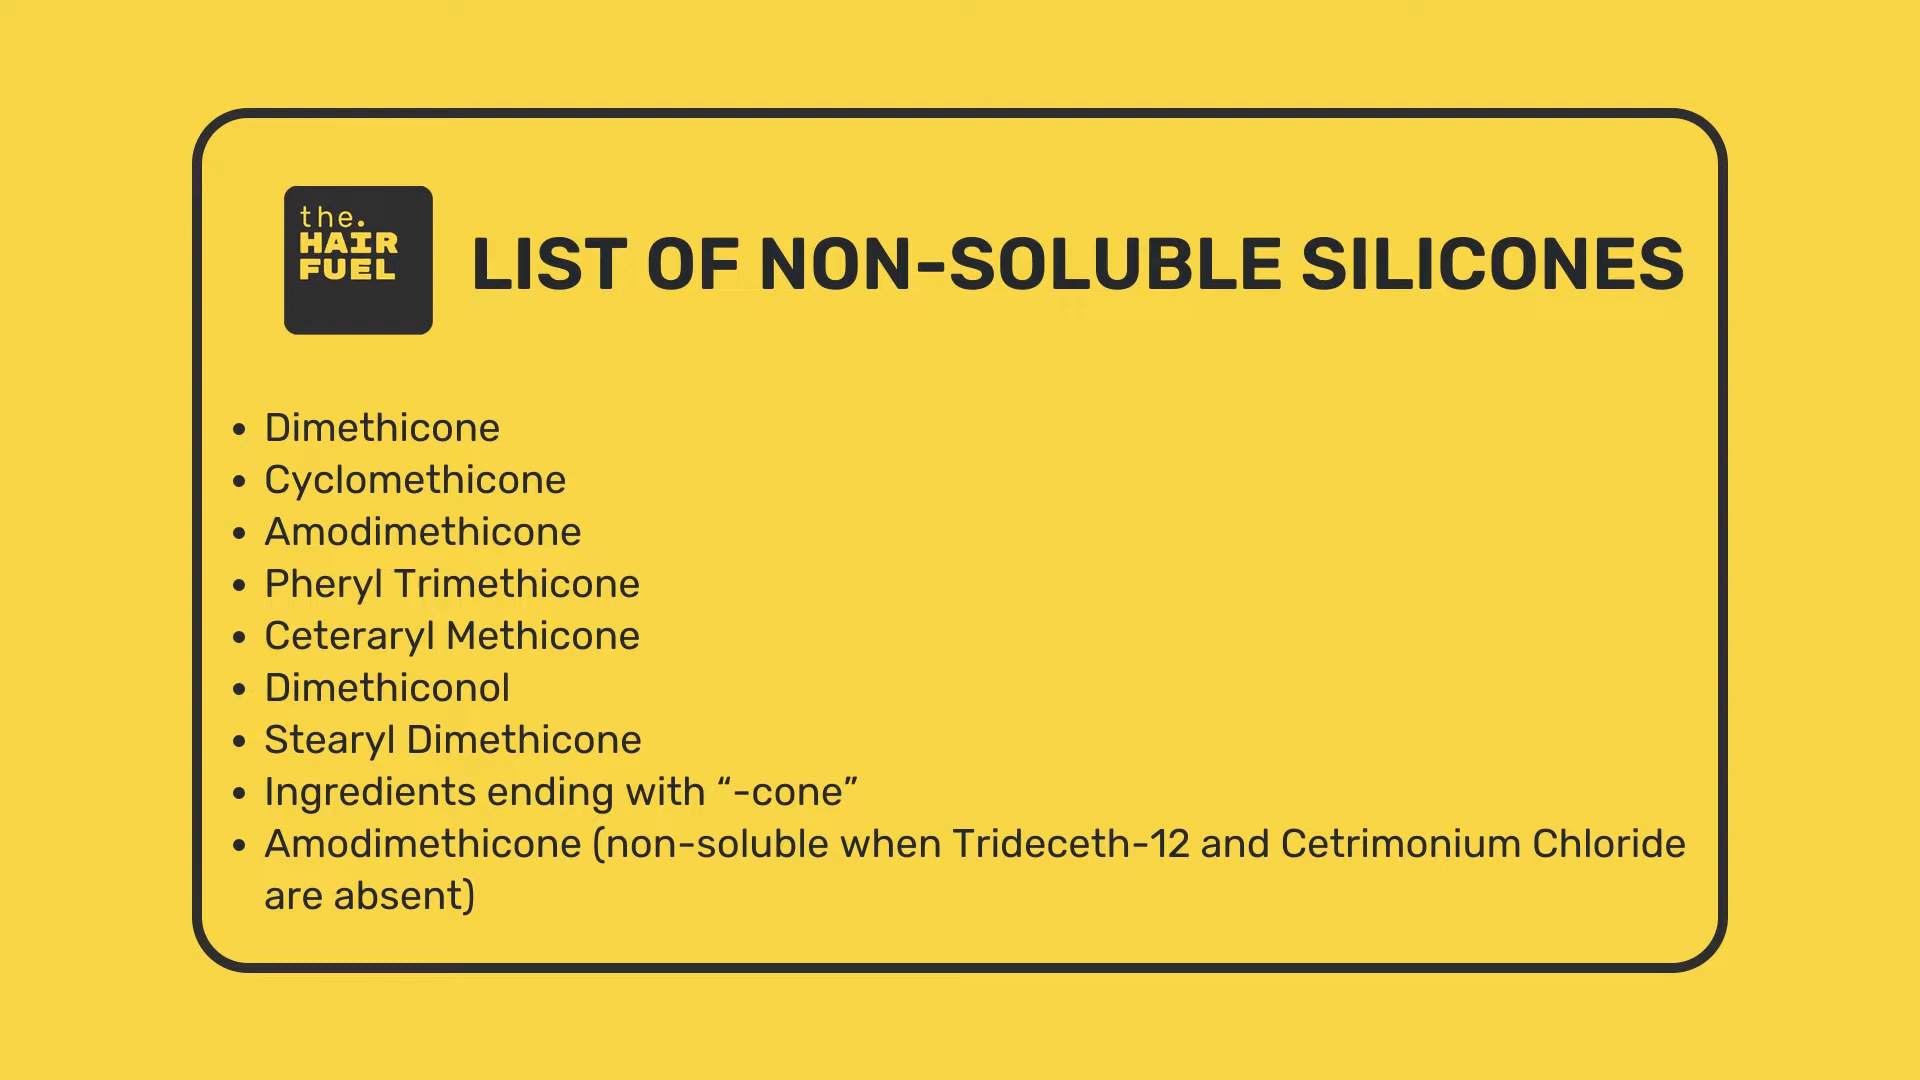 the.
HAIR
FUEL
LIST OF NON-SOLUBLE SILICONES
• Dimethicone
• Cyclomethicone
• Amodimethicone
• Pheryl Trimethicone
• Ceteraryl Methicone
• Dimethiconol
• Stearyl Dimethicone
• Ingredients ending with “-cone”
• Amodimethicone (non-soluble when Trideceth-12 and Cetrimonium Chloride
are absent)